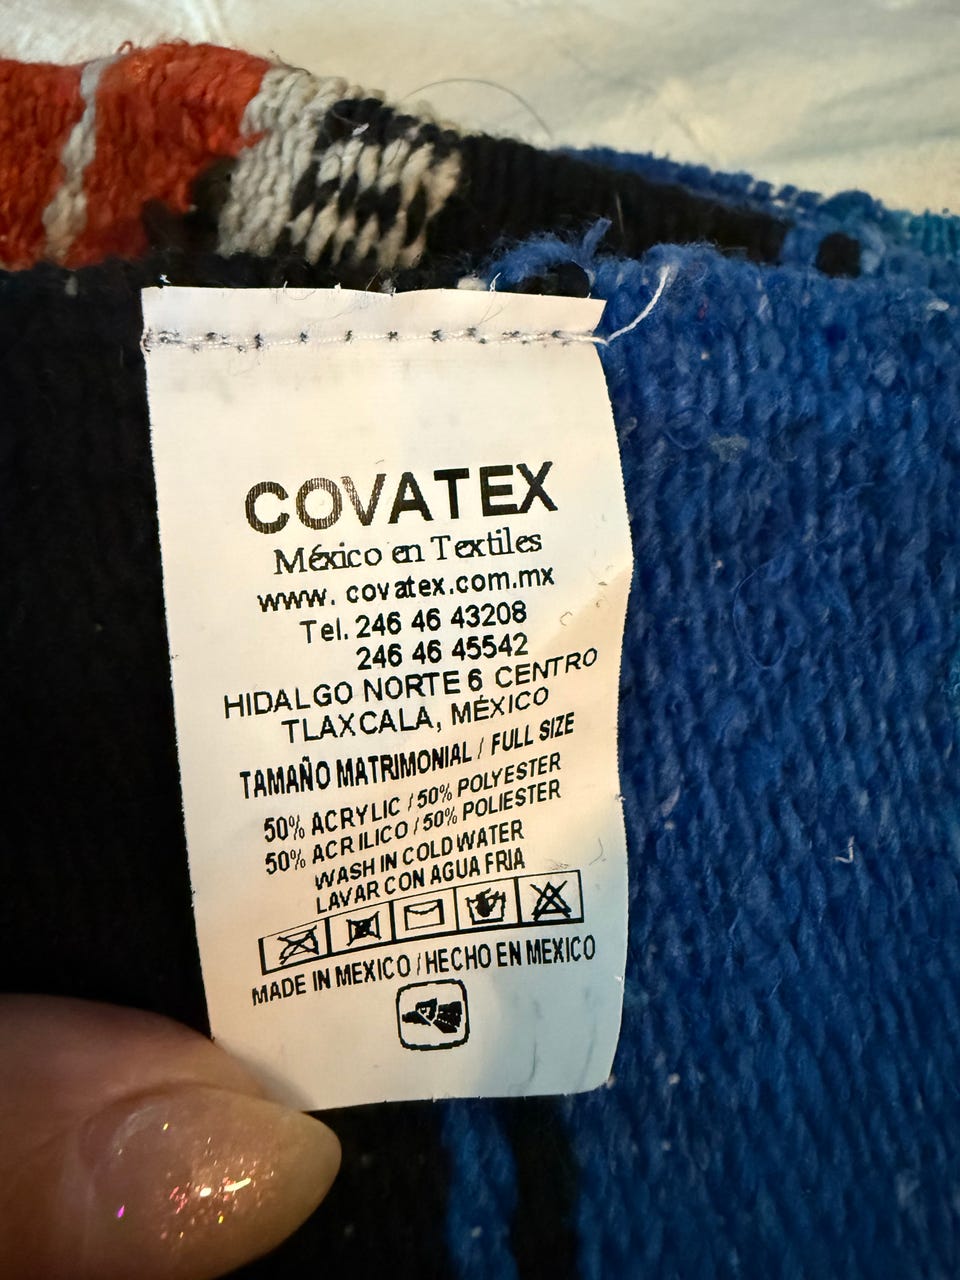 COVATEX
México en Textiles
www. covatex.com.mx
Tel. 246 46 43208
246 46 45542
HIDALGO NORTE 6 CENTRO
TLAXCALA, MÉXICO
TAMAÑO MATRIMONIAL / FULL SIZE
50% ACRYLIC / 50% POLYESTER
50% ACRILICO / 50% POLIESTER
WASH IN COLD WATER
LAVAR CON AGUA FRIA
MADE IN MEXICO / HECHO EN MEXICO